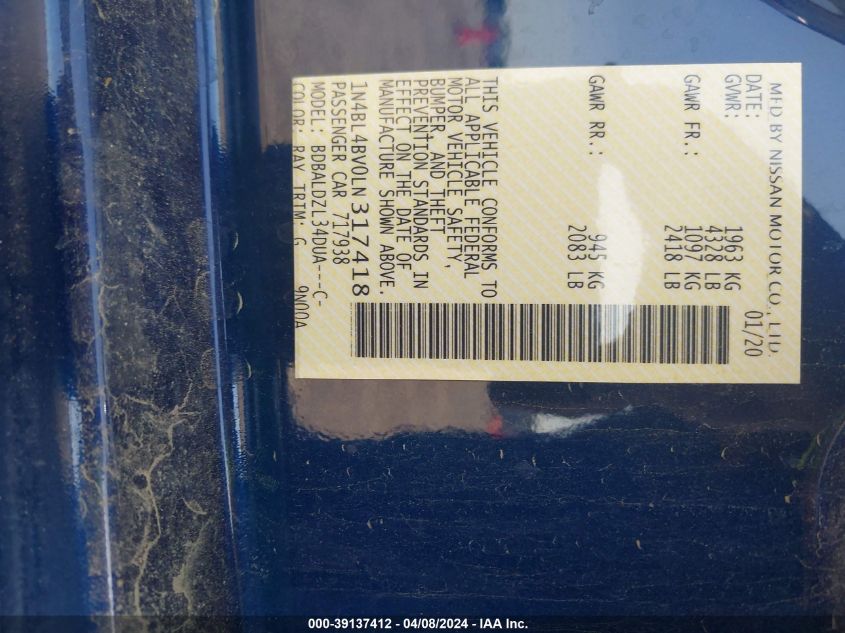 MFD BY NISSAN MOTOR CO., LTD.
DATE: 01/20
GVWR: 1963 KG
4328 LB
GAWR FR.: 1097 KG
2418 LB
GAWR RR.: 945 KG
2083 LB
THIS VEHICLE CONFORMS TO
ALL APPLICABLE FEDERAL
MOTOR VEHICLE SAFETY,
BUMPER, AND THEFT
PREVENTION STANDARDS IN
EFFECT ON THE DATE OF
MANUFACTURE SHOWN ABOVE.
1N4BL4BV0LN317418
PASSENGER CAR 717938
MODEL: BDBALDZL34DUA---C-
COLOR: RAY TRIM: G 9N00A
000-39137412 - 04/08/2024 - IAA Inc.